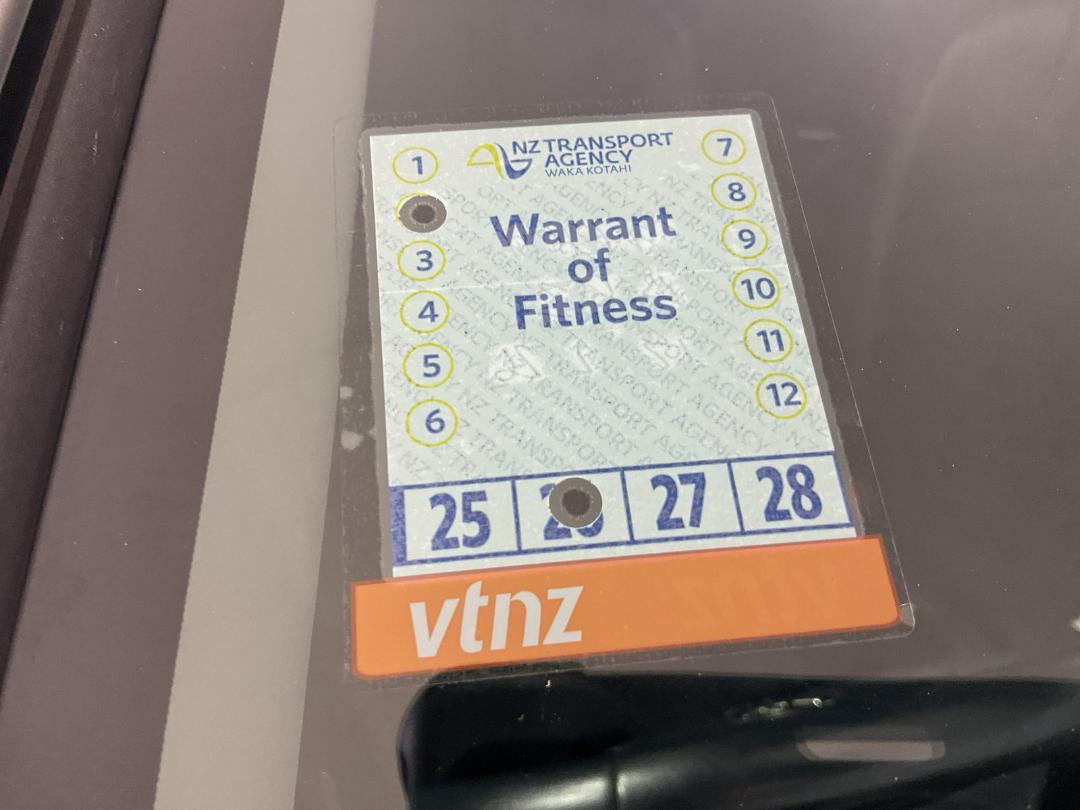 NZ TRANSPORT
AGENCY
WAKA KOTAHI
Warrant
of
Fitness
1
3
4
5
6
7
8
9
10
11
12
25
27
28
vtnz